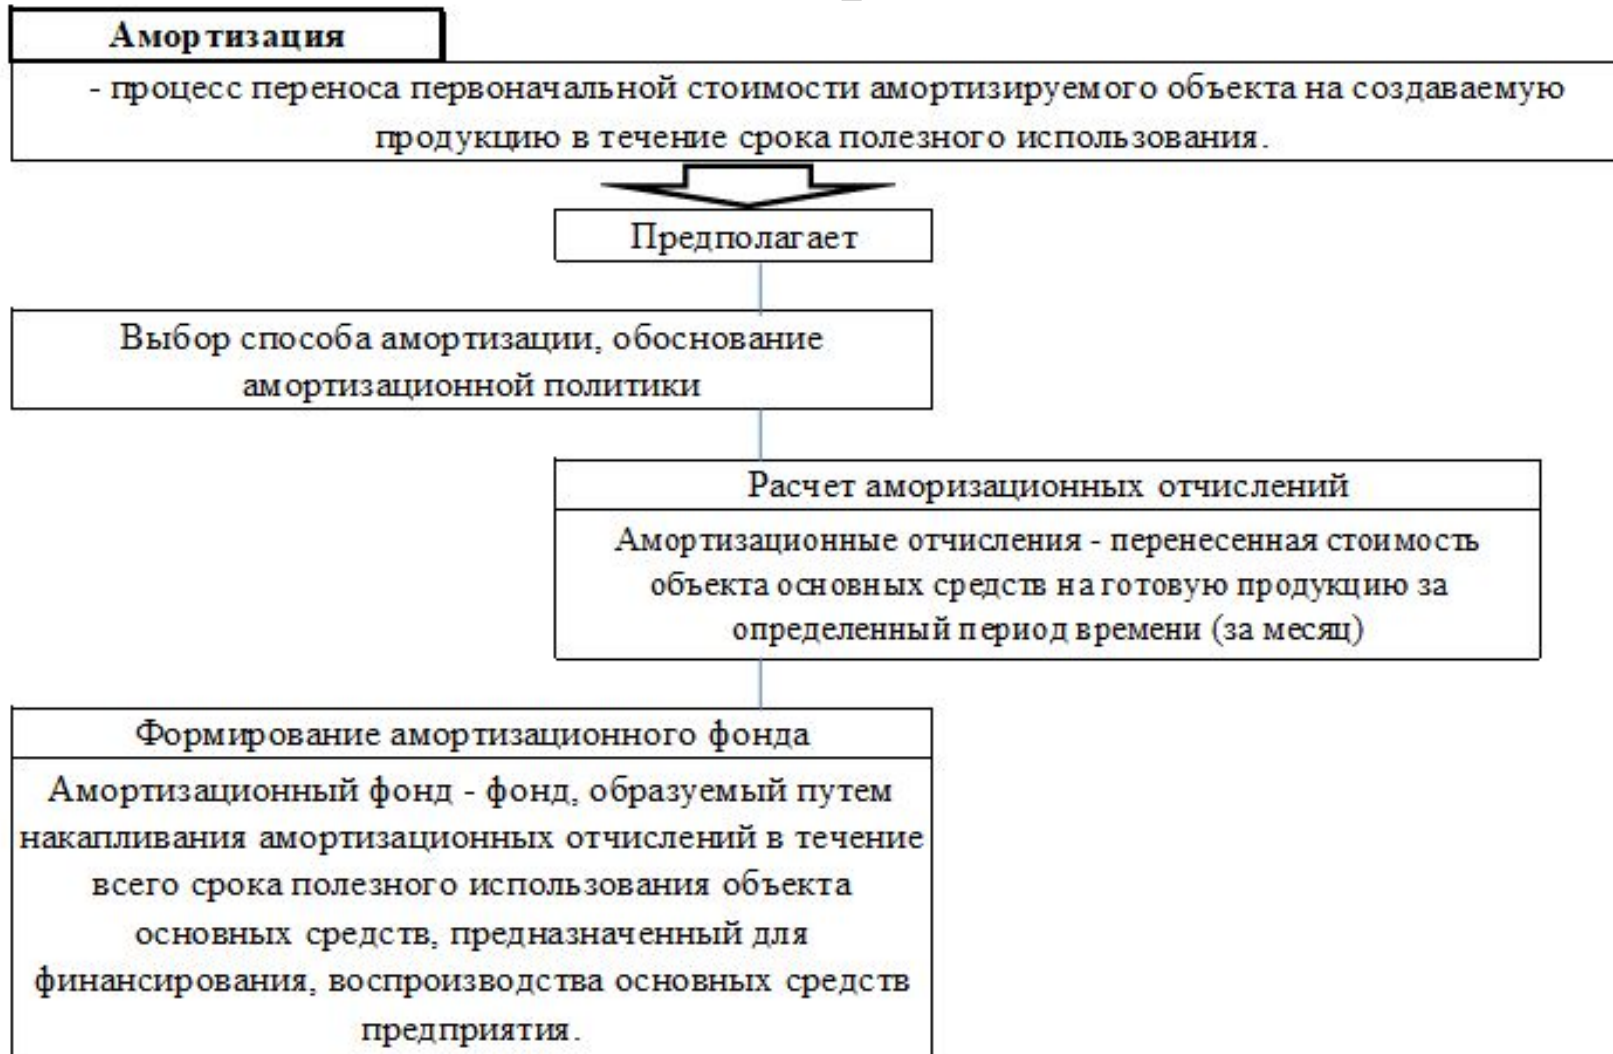 Амортизация
- процесс переноса первоначальной стоимости амортизируемого объекта на создаваемую
продукцию в течение срока полезного использования.
Предполагает
Выбор способа амортизации, обоснование
амортизационной политики
Расчет аморизационных отчислений
Амортизационные отчисления - перенесенная стоимость
объекта основных средств на готовую продукцию за
определенный период времени (за месяц)
Формирование амортизационного фонда
Амортизационный фонд - фонд, образуемый путем
накапливания амортизационных отчислений в течение
всего срока полезного использования объекта
основных средств, предназначенный для
финансирования, воспроизводства основных средств
предприятия.